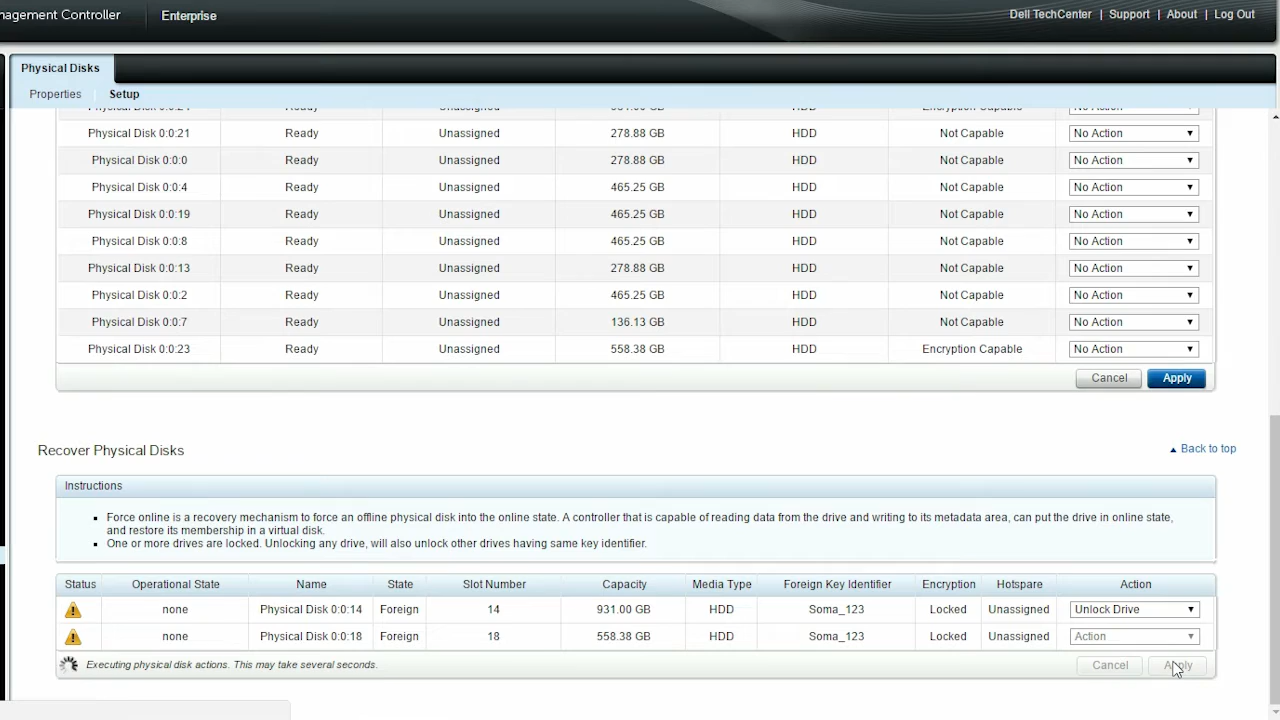 nagement Controller Enterprise Dell TechCenter | Support | About | Log Out
Physical Disks
Properties Setup
Physical Disk 0:0:21 Ready Unassigned 278.88 GB HDD Not Capable No Action
Physical Disk 0:0:0 Ready Unassigned 278.88 GB HDD Not Capable No Action
Physical Disk 0:0:4 Ready Unassigned 465.25 GB HDD Not Capable No Action
Physical Disk 0:0:19 Ready Unassigned 465.25 GB HDD Not Capable No Action
Physical Disk 0:0:8 Ready Unassigned 465.25 GB HDD Not Capable No Action
Physical Disk 0:0:13 Ready Unassigned 278.88 GB HDD Not Capable No Action
Physical Disk 0:0:2 Ready Unassigned 465.25 GB HDD Not Capable No Action
Physical Disk 0:0:7 Ready Unassigned 136.13 GB HDD Not Capable No Action
Physical Disk 0:0:23 Ready Unassigned 558.38 GB HDD Encryption Capable No Action
Cancel Apply
Recover Physical Disks Back to top
Instructions
Force online is a recovery mechanism to force an offline physical disk into the online state. A controller that is capable of reading data from the drive and writing to its metadata area, can put the drive in online state,
and restore its membership in a virtual disk.
One or more drives are locked. Unlocking any drive, will also unlock other drives having same key identifier.
Status Operational State Name State Slot Number Capacity Media Type Foreign Key Identifier Encryption Hotspare Action
none Physical Disk 0:0:14 Foreign 14 931.00 GB HDD Soma_123 Locked Unassigned Unlock Drive
none Physical Disk 0:0:18 Foreign 18 558.38 GB HDD Soma_123 Locked Unassigned Action
Executing physical disk actions. This may take several seconds. Cancel Apply